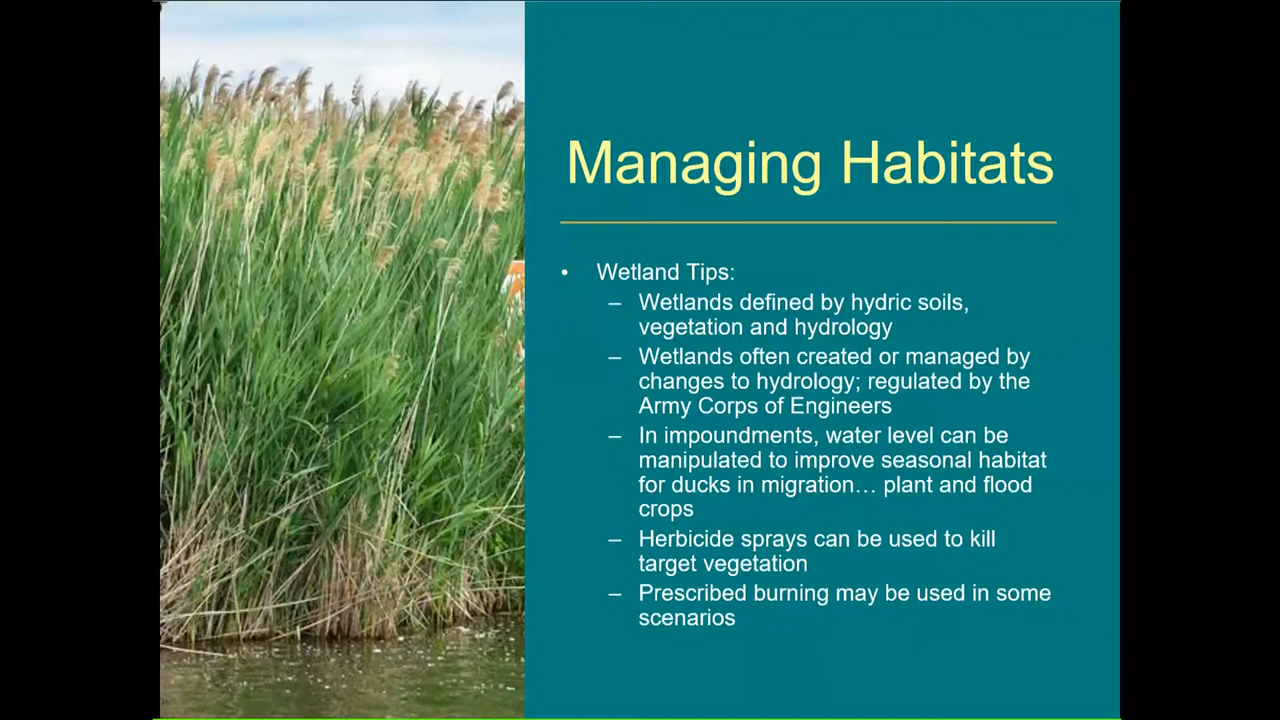 Managing Habitats
• Wetland Tips:
– Wetlands defined by hydric soils,
vegetation and hydrology
– Wetlands often created or managed by
changes to hydrology; regulated by the
Army Corps of Engineers
– In impoundments, water level can be
manipulated to improve seasonal habitat
for ducks in migration… plant and flood
crops
– Herbicide sprays can be used to kill
target vegetation
– Prescribed burning may be used in some
scenarios